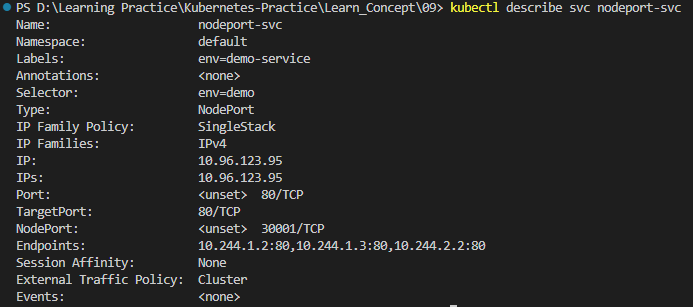 PS D:\Learning Practice\Kubernetes-Practice\Learn_Concept\09> kubectl describe svc nodeport-svc
Name: nodeport-svc
Namespace: default
Labels: env=demo-service
Annotations: <none>
Selector: env=demo
Type: NodePort
IP Family Policy: SingleStack
IP Families: IPv4
IP: 10.96.123.95
IPs: 10.96.123.95
Port: <unset> 80/TCP
TargetPort: 80/TCP
NodePort: <unset> 30001/TCP
Endpoints: 10.244.1.2:80,10.244.1.3:80,10.244.2.2:80
Session Affinity: None
External Traffic Policy: Cluster
Events: <none>